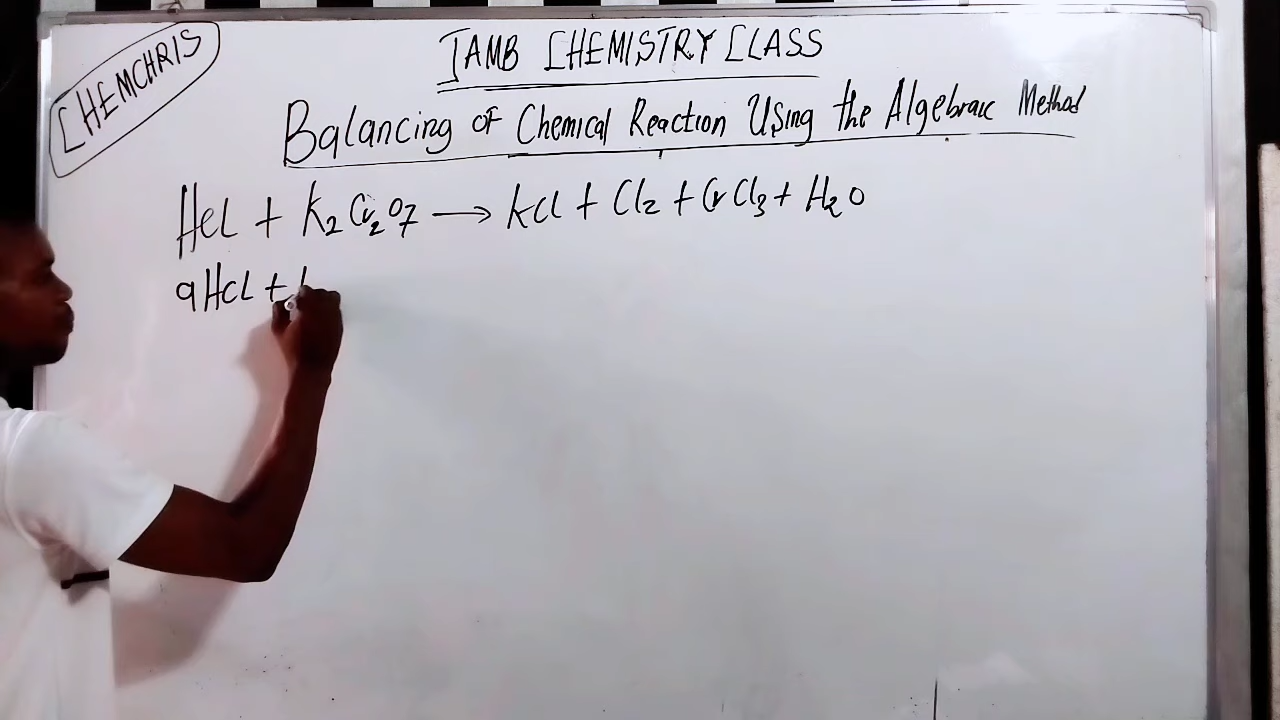 CHEMCHRIS
JAMB CHEMISTRY CLASS
Balancing of Chemical Reaction Using the Algebraic Method
HCl + K₂Cr₂O₇ → KCl + Cl₂ + CrCl₃ + H₂O
aHCl +